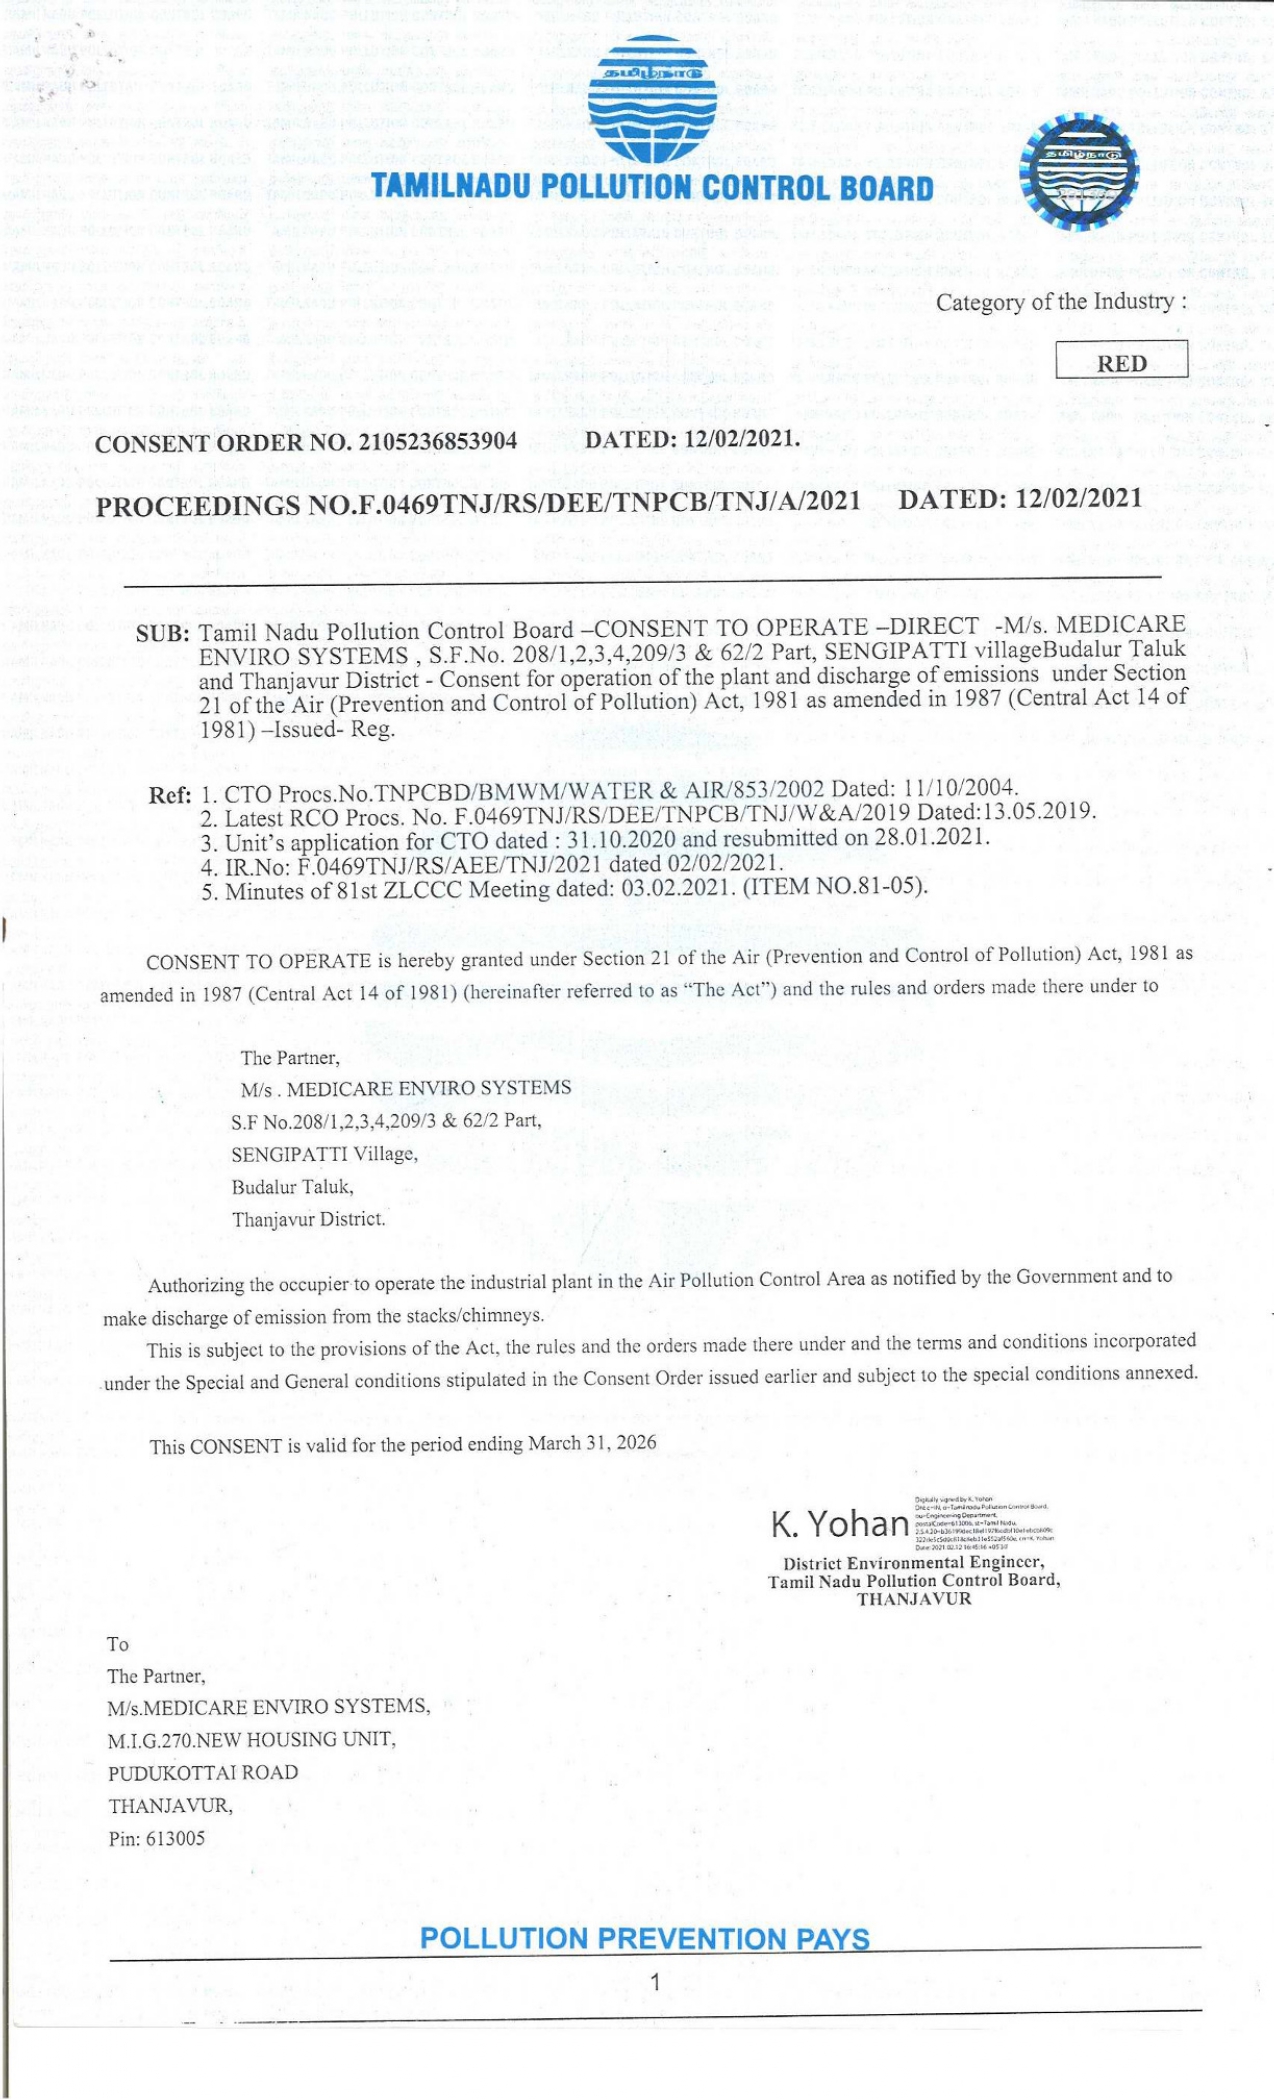 தமிழ்நாடு
TAMILNADU POLLUTION CONTROL BOARD
தமிழ்நாடு
Category of the Industry :
RED
CONSENT ORDER NO. 2105236853904 DATED: 12/02/2021.
PROCEEDINGS NO.F.0469TNJ/RS/DEE/TNPCB/TNJ/A/2021 DATED: 12/02/2021
SUB: Tamil Nadu Pollution Control Board –CONSENT TO OPERATE –DIRECT -M/s. MEDICARE
ENVIRO SYSTEMS , S.F.No. 208/1,2,3,4,209/3 & 62/2 Part, SENGIPATTI villageBudalur Taluk
and Thanjavur District - Consent for operation of the plant and discharge of emissions under Section
21 of the Air (Prevention and Control of Pollution) Act, 1981 as amended in 1987 (Central Act 14 of
1981) –Issued- Reg.
Ref: 1. CTO Procs.No.TNPCBD/BMWM/WATER & AIR/853/2002 Dated: 11/10/2004.
2. Latest RCO Procs. No. F.0469TNJ/RS/DEE/TNPCB/TNJ/W&A/2019 Dated:13.05.2019.
3. Unit's application for CTO dated : 31.10.2020 and resubmitted on 28.01.2021.
4. IR.No: F.0469TNJ/RS/AEE/TNJ/2021 dated 02/02/2021.
5. Minutes of 81st ZLCCC Meeting dated: 03.02.2021. (ITEM NO.81-05).
CONSENT TO OPERATE is hereby granted under Section 21 of the Air (Prevention and Control of Pollution) Act, 1981 as
amended in 1987 (Central Act 14 of 1981) (hereinafter referred to as “The Act”) and the rules and orders made there under to
The Partner,
M/s . MEDICARE ENVIRO SYSTEMS
S.F No.208/1,2,3,4,209/3 & 62/2 Part,
SENGIPATTI Village,
Budalur Taluk,
Thanjavur District.
Authorizing the occupier to operate the industrial plant in the Air Pollution Control Area as notified by the Government and to
make discharge of emission from the stacks/chimneys.
This is subject to the provisions of the Act, the rules and the orders made there under and the terms and conditions incorporated
under the Special and General conditions stipulated in the Consent Order issued earlier and subject to the special conditions annexed.
This CONSENT is valid for the period ending March 31, 2026
K. Yohan
Digitally signed by K. Yohan
District Environmental Engineer,
Tamil Nadu Pollution Control Board,
THANJAVUR
To
The Partner,
M/s.MEDICARE ENVIRO SYSTEMS,
M.I.G.270.NEW HOUSING UNIT,
PUDUKOTTAI ROAD
THANJAVUR,
Pin: 613005
POLLUTION PREVENTION PAYS
1